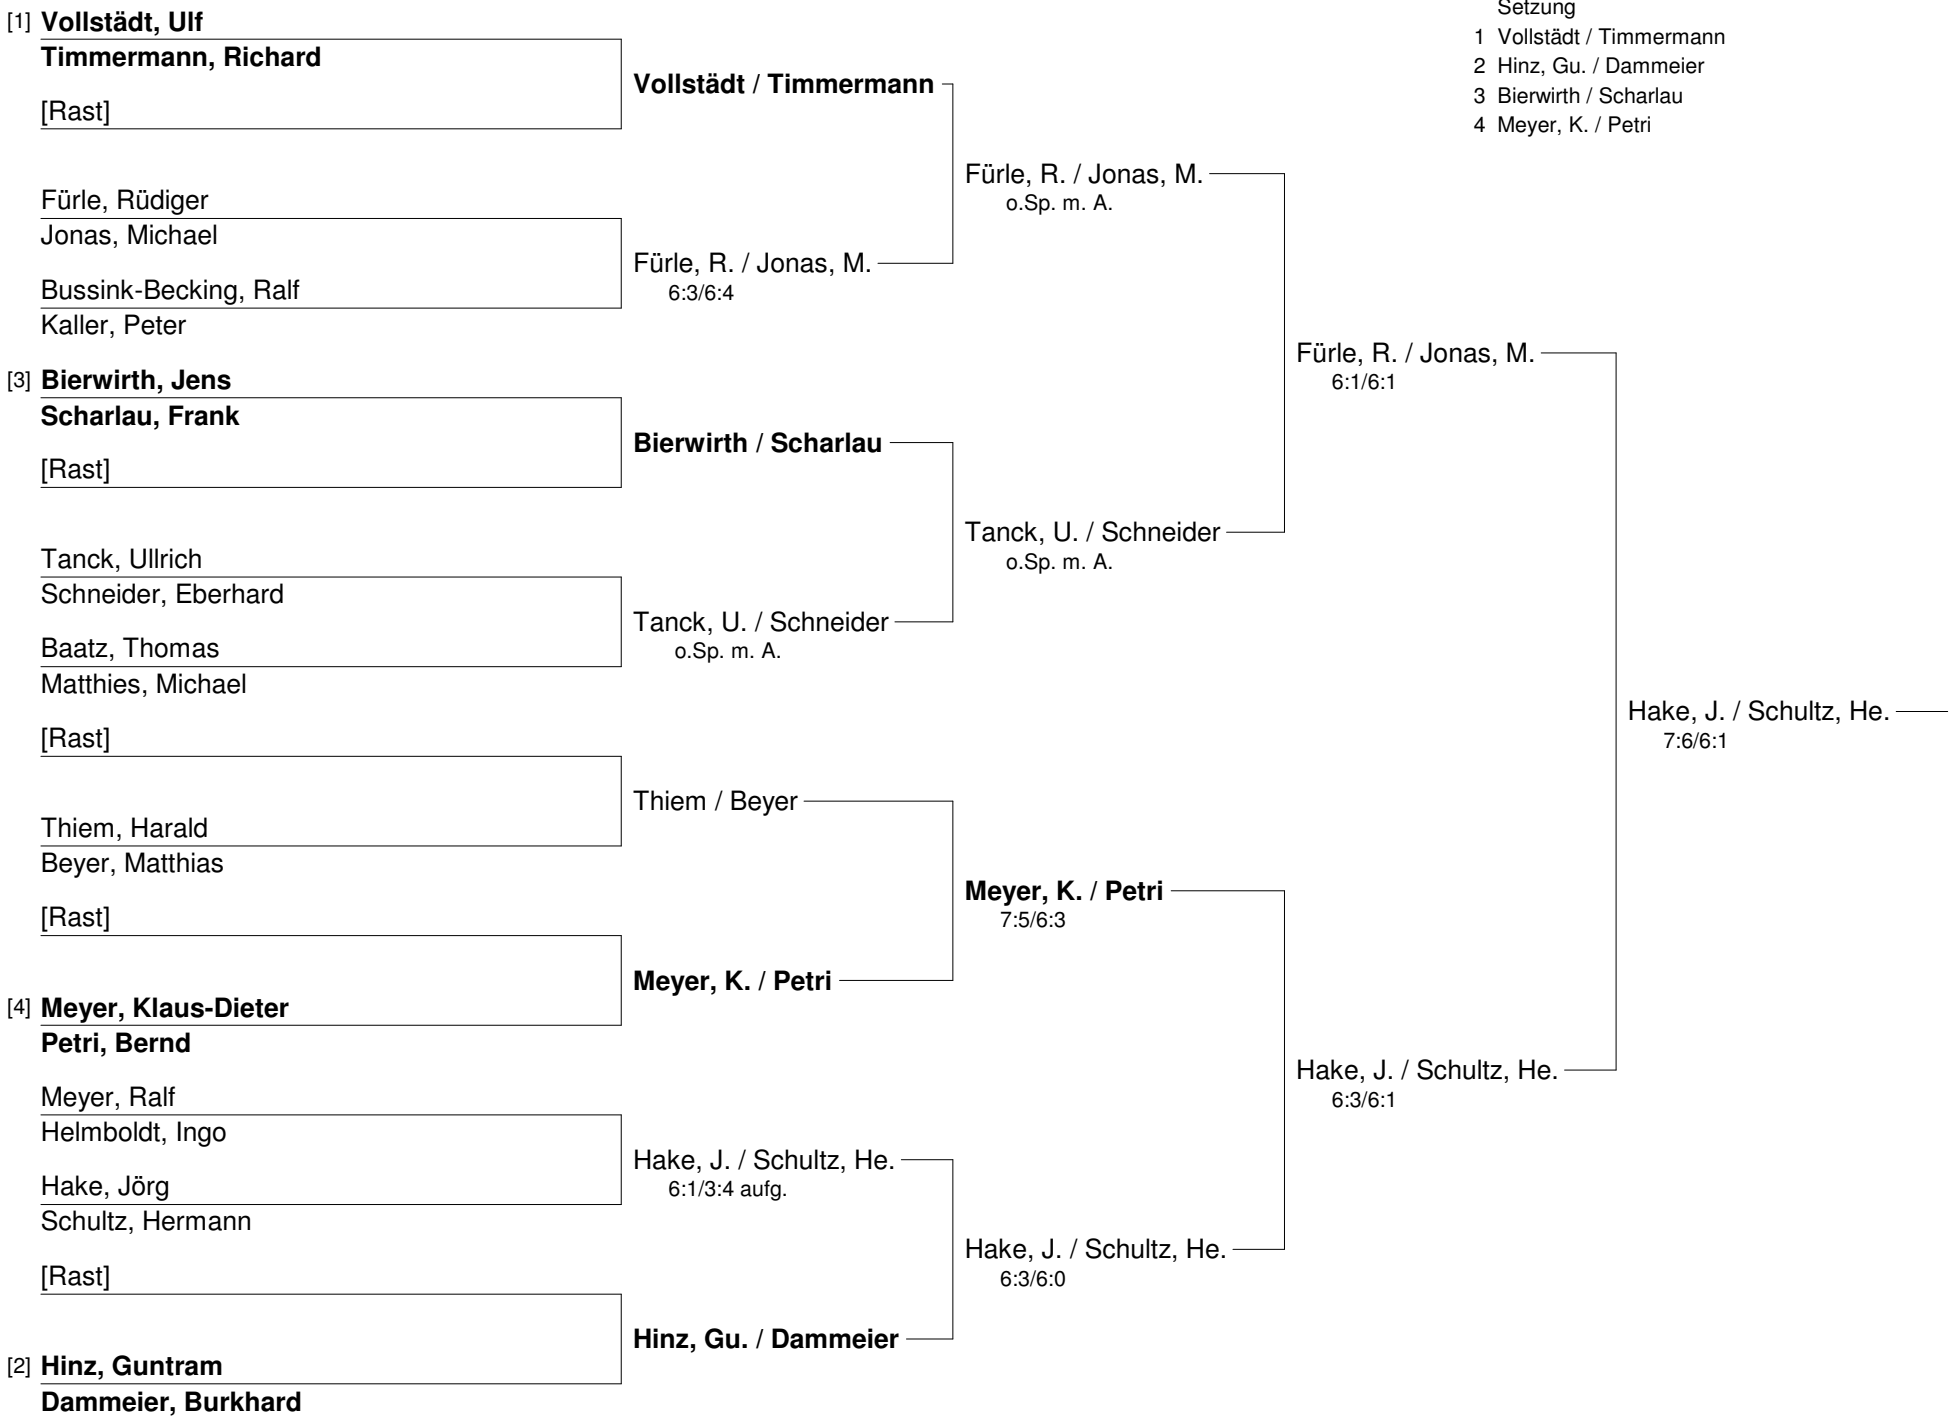 Setzung
1 Vollstädt / Timmermann
2 Hinz, Gu. / Dammeier
3 Bierwirth / Scharlau
4 Meyer, K. / Petri
[1] Vollstädt, Ulf
Timmermann, Richard
[Rast]
Fürle, Rüdiger
Jonas, Michael
Bussink-Becking, Ralf
Kaller, Peter
[3] Bierwirth, Jens
Scharlau, Frank
[Rast]
Tanck, Ullrich
Schneider, Eberhard
Baatz, Thomas
Matthies, Michael
[Rast]
Thiem, Harald
Beyer, Matthias
[Rast]
[4] Meyer, Klaus-Dieter
Petri, Bernd
Meyer, Ralf
Helmboldt, Ingo
Hake, Jörg
Schultz, Hermann
[Rast]
[2] Hinz, Guntram
Dammeier, Burkhard
Vollstädt / Timmermann
Fürle, R. / Jonas, M.
6:3/6:4
Bierwirth / Scharlau
Tanck, U. / Schneider
o.Sp. m. A.
Thiem / Beyer
Meyer, K. / Petri
Hake, J. / Schultz, He.
6:1/3:4 aufg.
Hinz, Gu. / Dammeier
Fürle, R. / Jonas, M.
o.Sp. m. A.
Tanck, U. / Schneider
o.Sp. m. A.
Meyer, K. / Petri
7:5/6:3
Hake, J. / Schultz, He.
6:3/6:0
Fürle, R. / Jonas, M.
6:1/6:1
Hake, J. / Schultz, He.
6:3/6:1
Hake, J. / Schultz, He.
7:6/6:1